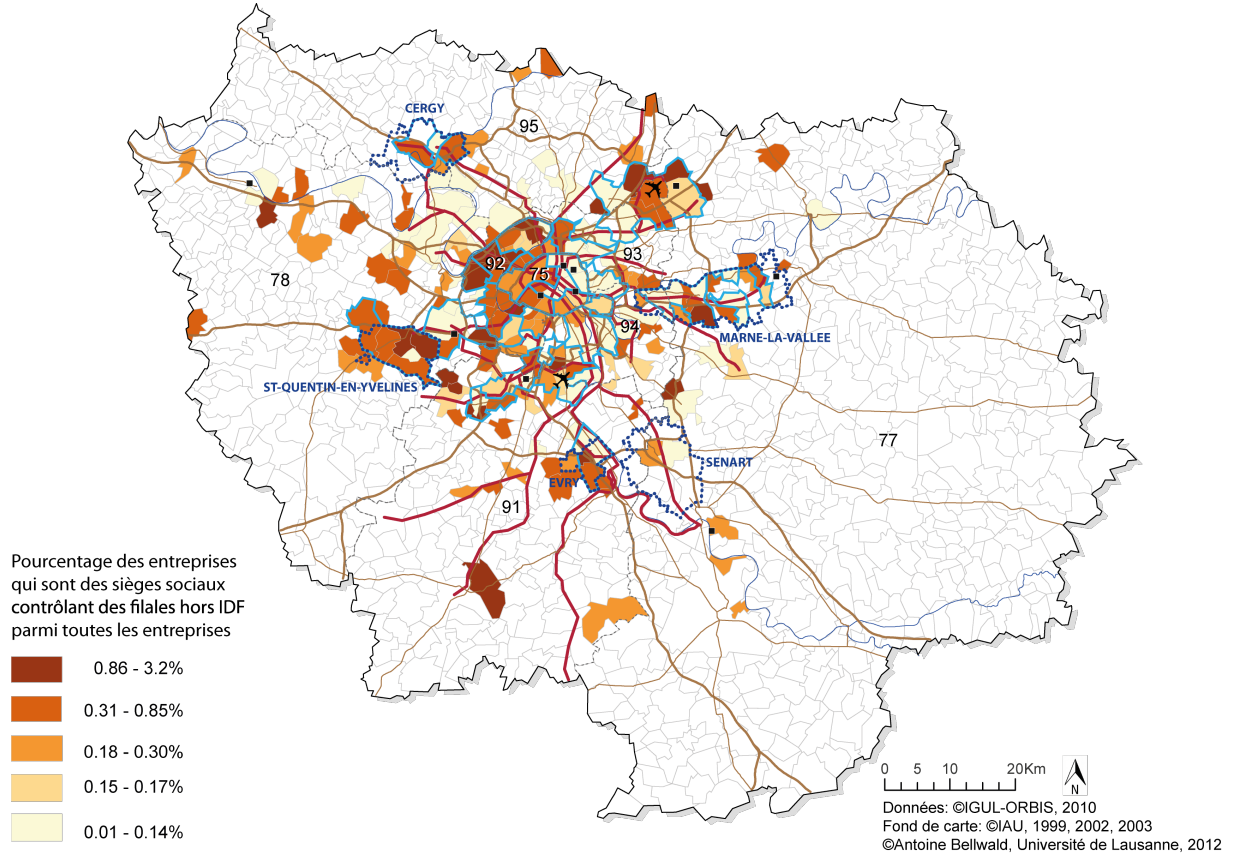 CERGY
95
93
92
75
78
94
MARNE-LA-VALLEE
ST-QUENTIN-EN-YVELINES
77
SENART
EVRY
91
Pourcentage des entreprises
qui sont des sièges sociaux
contrôlant des filales hors IDF
parmi toutes les entreprises
0.86 - 3.2%
0.31 - 0.85%
0.18 - 0.30%
0.15 - 0.17%
0.01 - 0.14%
0 5 10 20Km
N
Données: ©IGUL-ORBIS, 2010
Fond de carte: ©IAU, 1999, 2002, 2003
©Antoine Bellwald, Université de Lausanne, 2012